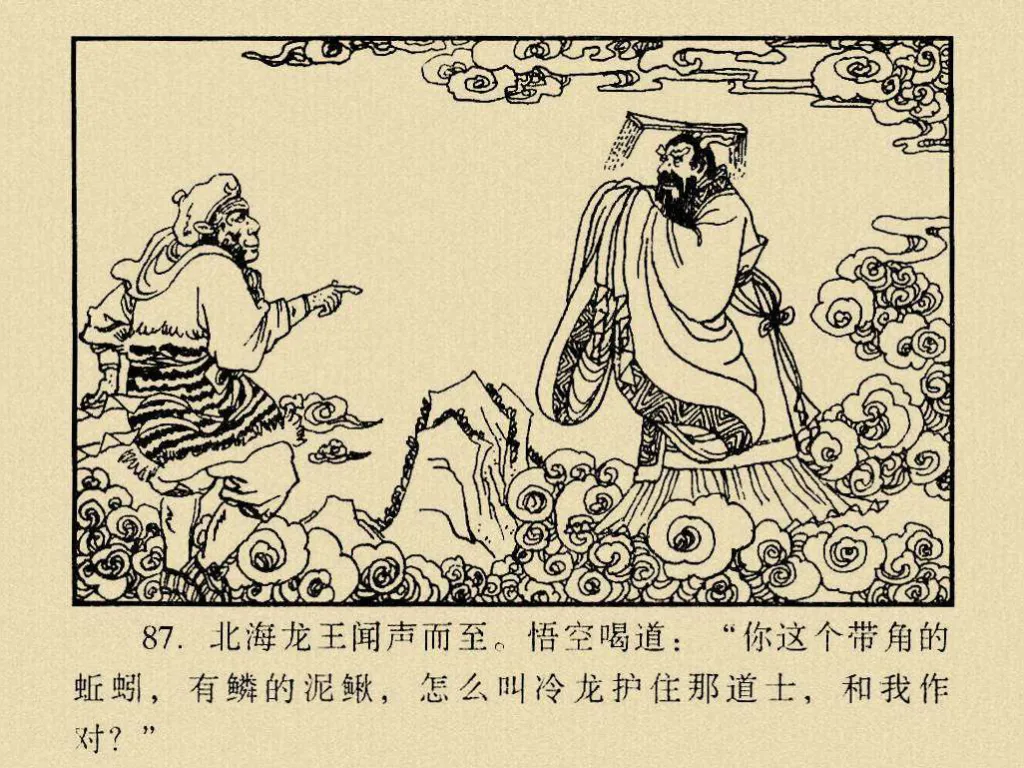 87. 北海龙王闻声而至。悟空喝道：“你这个带角的
蚯蚓，有鳞的泥鳅，怎么叫冷龙护住那道士，和我作
对？”